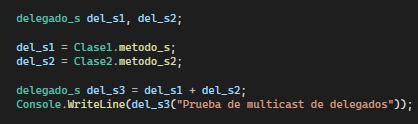 delegado_s del_s1, del_s2;
del_s1 = Clase1.metodo_s;
del_s2 = Clase2.metodo_s2;
delegado_s del_s3 = del_s1 + del_s2;
Console.WriteLine(del_s3("Prueba de multicast de delegados"));